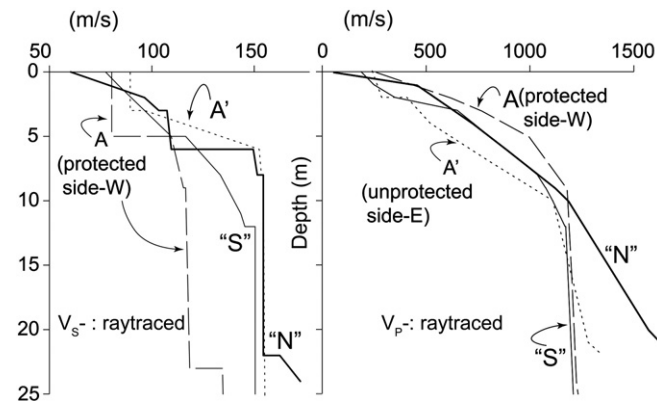 (m/s)
50 100 150
0
5
10
15
20
25
A'
A
(protected
side-W)
"S"
"N"
Vs- : raytraced
Depth (m)
(m/s)
0 500 1000 1500
A(protected
side-W)
A'
(unprotected
side-E)
"N"
VP- : raytraced
"S"